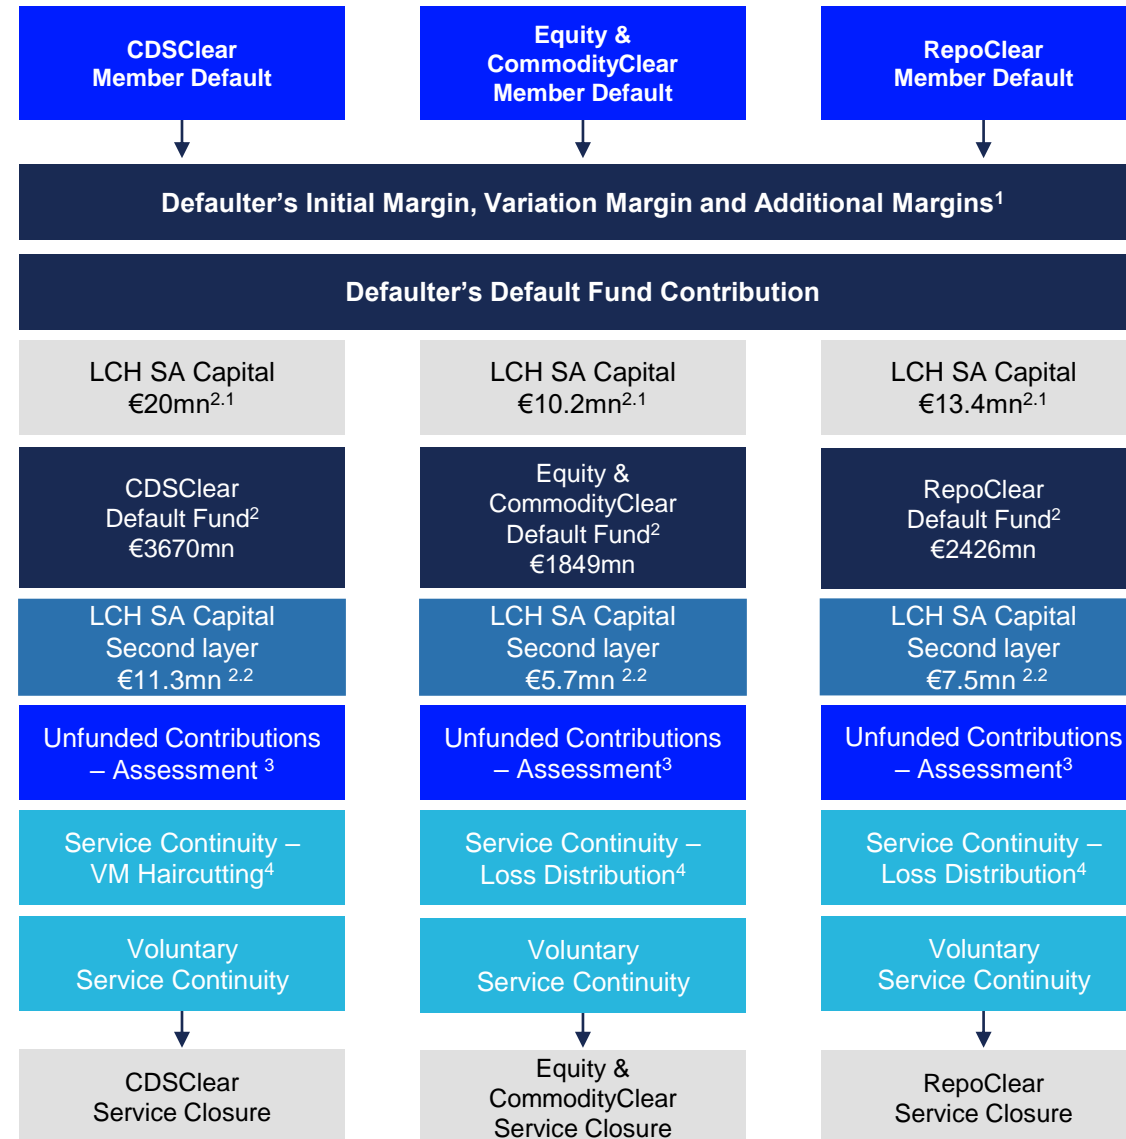 CDSClear
Member Default
Equity &
CommodityClear
Member Default
RepoClear
Member Default
Defaulter’s Initial Margin, Variation Margin and Additional Margins¹
Defaulter’s Default Fund Contribution
LCH SA Capital
€20mn²·¹
LCH SA Capital
€10.2mn²·¹
LCH SA Capital
€13.4mn²·¹
CDSClear
Default Fund²
€3670mn
Equity &
CommodityClear
Default Fund²
€1849mn
RepoClear
Default Fund²
€2426mn
LCH SA Capital
Second layer
€11.3mn ²·²
LCH SA Capital
Second layer
€5.7mn ²·²
LCH SA Capital
Second layer
€7.5mn ²·²
Unfunded Contributions
– Assessment ³
Unfunded Contributions
– Assessment³
Unfunded Contributions
– Assessment³
Service Continuity –
VM Haircutting⁴
Service Continuity –
Loss Distribution⁴
Service Continuity –
Loss Distribution⁴
Voluntary
Service Continuity
Voluntary
Service Continuity
Voluntary
Service Continuity
CDSClear
Service Closure
Equity &
CommodityClear
Service Closure
RepoClear
Service Closure